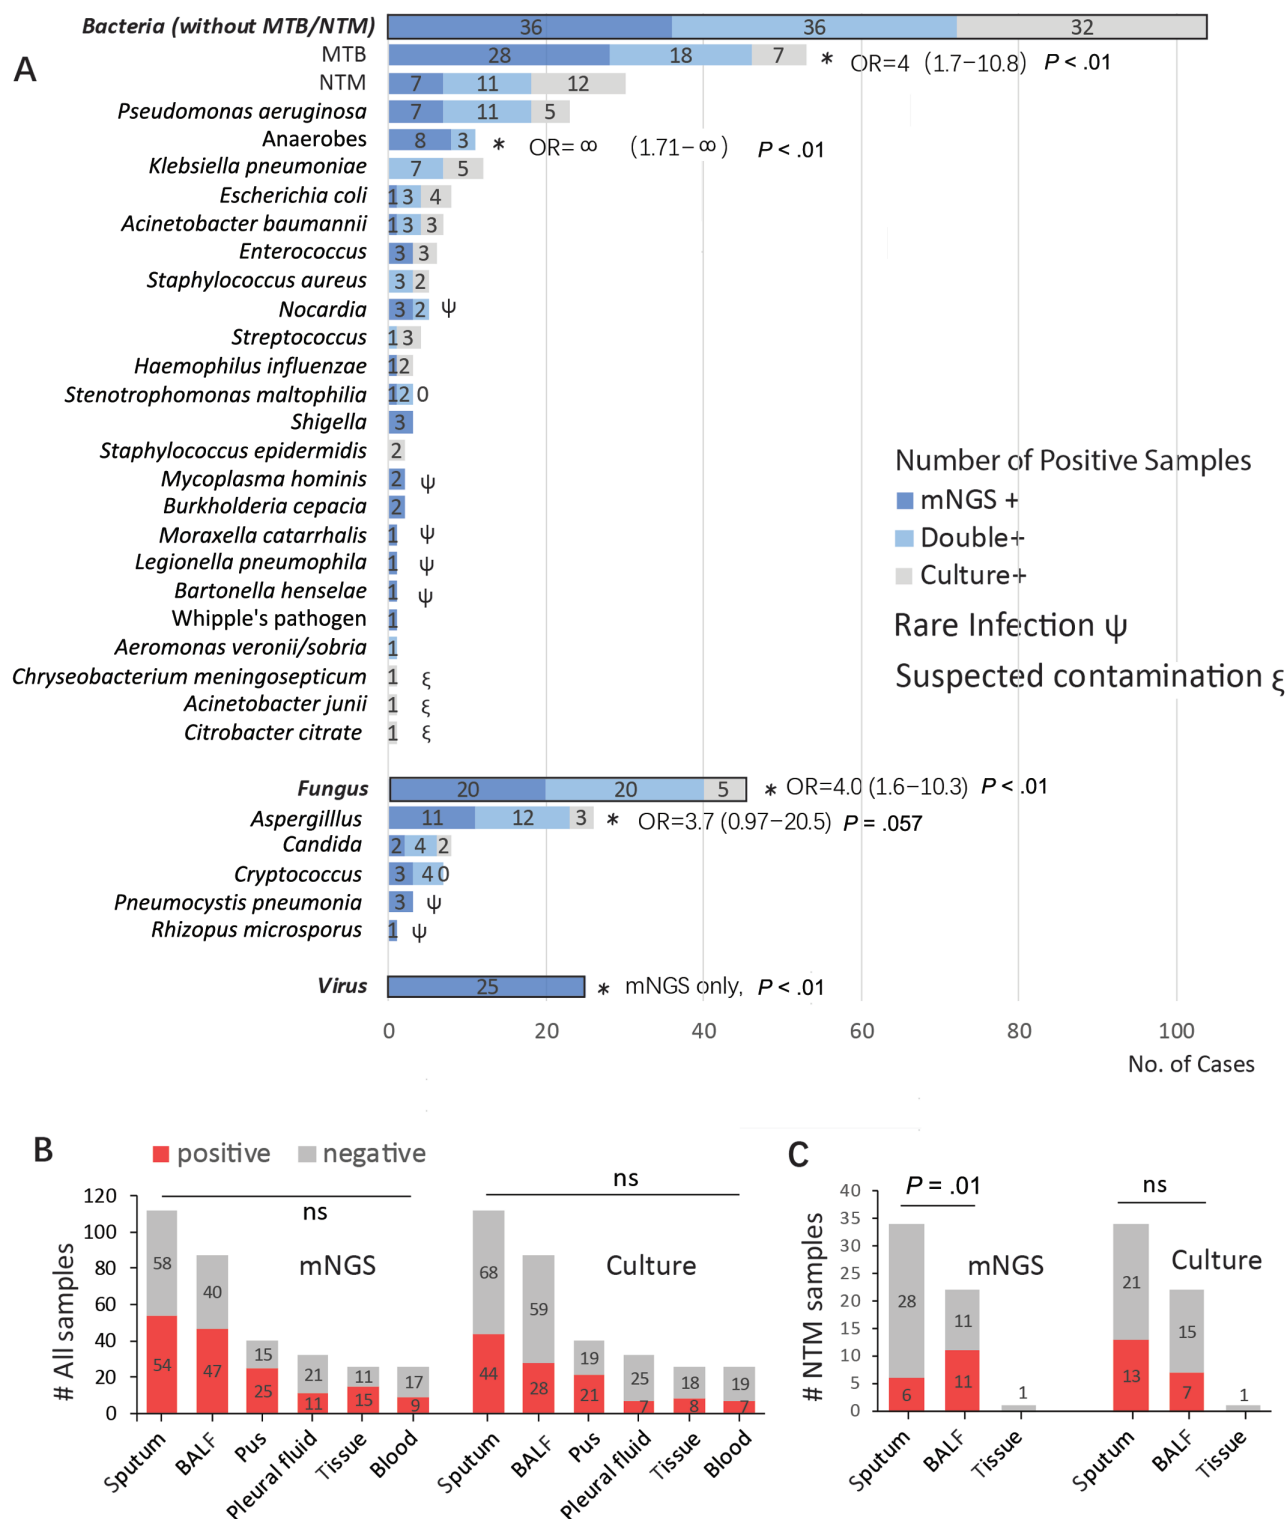 A
Bacteria (without MTB/NTM) 36 36 32
MTB 28 18 7 * OR=4 (1.7−10.8) P < .01
NTM 7 11 12
Pseudomonas aeruginosa 7 11 5
Anaerobes 8 3 * OR= ∞ (1.71− ∞ ) P < .01
Klebsiella pneumoniae 7 5
Escherichia coli 1 3 4
Acinetobacter baumannii 1 3 3
Enterococcus 3 3
Staphylococcus aureus 3 2
Nocardia 3 2 ψ
Streptococcus 1 3
Haemophilus influenzae 1 2
Stenotrophomonas maltophilia 1 2 0
Shigella 3
Staphylococcus epidermidis 2
Mycoplasma hominis 2 ψ
Burkholderia cepacia 2
Moraxella catarrhalis 1 ψ
Legionella pneumophila 1 ψ
Bartonella henselae 1 ψ
Whipple's pathogen 1
Aeromonas veronii/sobria 1
Chryseobacterium meningosepticum 1 ξ
Acinetobacter junii 1 ξ
Citrobacter citrate 1 ξ
Number of Positive Samples
mNGS +
Double+
Culture+
Rare Infection ψ
Suspected contamination ξ
Fungus 20 20 5 * OR=4.0 (1.6−10.3) P < .01
Aspergilllus 11 12 3 * OR=3.7 (0.97−20.5) P = .057
Candida 2 4 2
Cryptococcus 3 4 0
Pneumocystis pneumonia 3 ψ
Rhizopus microsporus 1 ψ
Virus 25 * mNGS only, P < .01
0 20 40 60 80 100
No. of Cases
B
positive negative
# All samples
120
100
80
60
40
20
0
ns
mNGS
58 40 15 21 11 17
54 47 25 11 15 9
Sputum BALF Pus Pleural fluid Tissue Blood
ns
Culture
68 59 19 25 18 19
44 28 21 7 8 7
Sputum BALF Pus Pleural fluid Tissue Blood
C
# NTM samples
40
35
30
25
20
15
10
5
0
P = .01
mNGS
28 11 1
6 11
Sputum BALF Tissue
ns
Culture
21 15 1
13 7
Sputum BALF Tissue